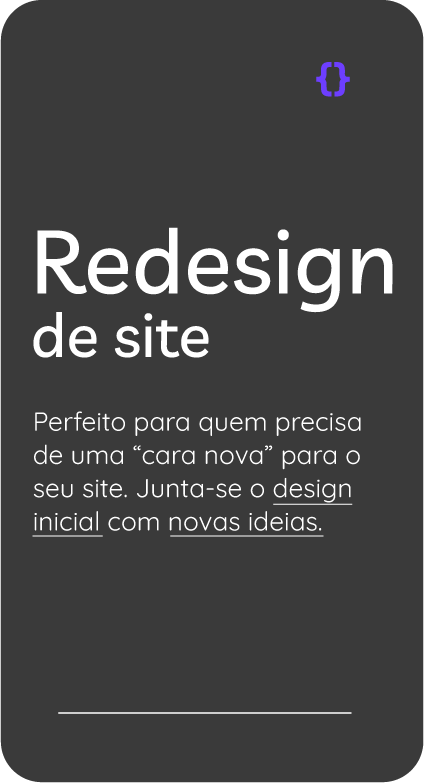 {}
Redesign
de site
Perfeito para quem precisa
de uma “cara nova” para o
seu site. Junta-se o design
inicial com novas ideias.